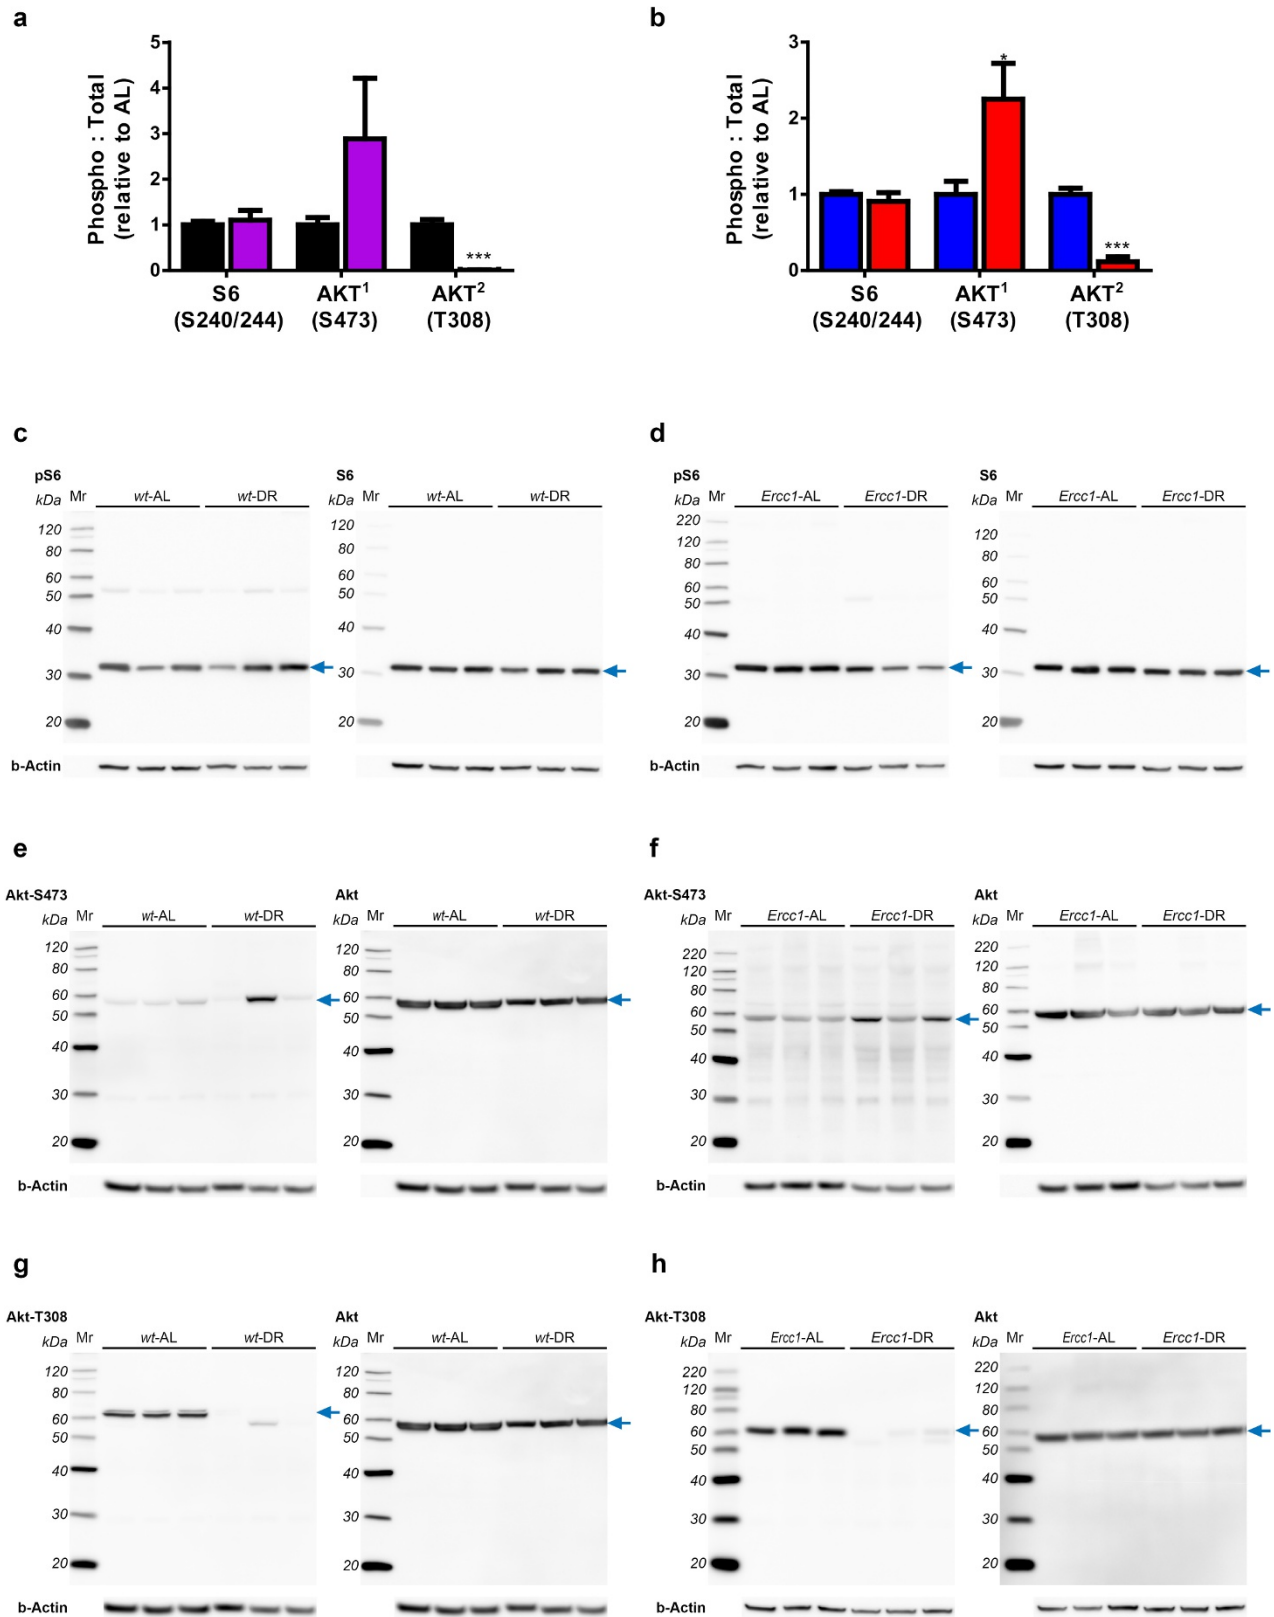 a
Phospho : Total
(relative to AL)
5
4
3
2
1
0
***
S6
(S240/244)
AKT1
(S473)
AKT2
(T308)
b
Phospho : Total
(relative to AL)
3
2
1
0
*
***
S6
(S240/244)
AKT1
(S473)
AKT2
(T308)
c
pS6
kDa Mr wt-AL wt-DR
120
80
60
50
40
30
20
b-Actin
S6
kDa Mr wt-AL wt-DR
120
80
60
50
40
30
20
d
pS6
kDa Mr Ercc1-AL Ercc1-DR
220
120
80
60
50
40
30
20
b-Actin
S6
kDa Mr Ercc1-AL Ercc1-DR
120
80
60
50
40
30
20
e
Akt-S473
kDa Mr wt-AL wt-DR
120
80
60
50
40
30
20
b-Actin
Akt
kDa Mr wt-AL wt-DR
120
80
60
50
40
30
20
f
Akt-S473
kDa Mr Ercc1-AL Ercc1-DR
220
120
80
60
50
40
30
20
b-Actin
Akt
kDa Mr Ercc1-AL Ercc1-DR
220
120
80
60
50
40
30
20
g
Akt-T308
kDa Mr wt-AL wt-DR
120
80
60
50
40
30
20
b-Actin
Akt
kDa Mr wt-AL wt-DR
120
80
60
50
40
30
20
h
Akt-T308
kDa Mr Ercc1-AL Ercc1-DR
220
120
80
60
50
40
30
20
b-Actin
Akt
kDa Mr Ercc1-AL Ercc1-DR
220
120
80
60
50
40
30
20